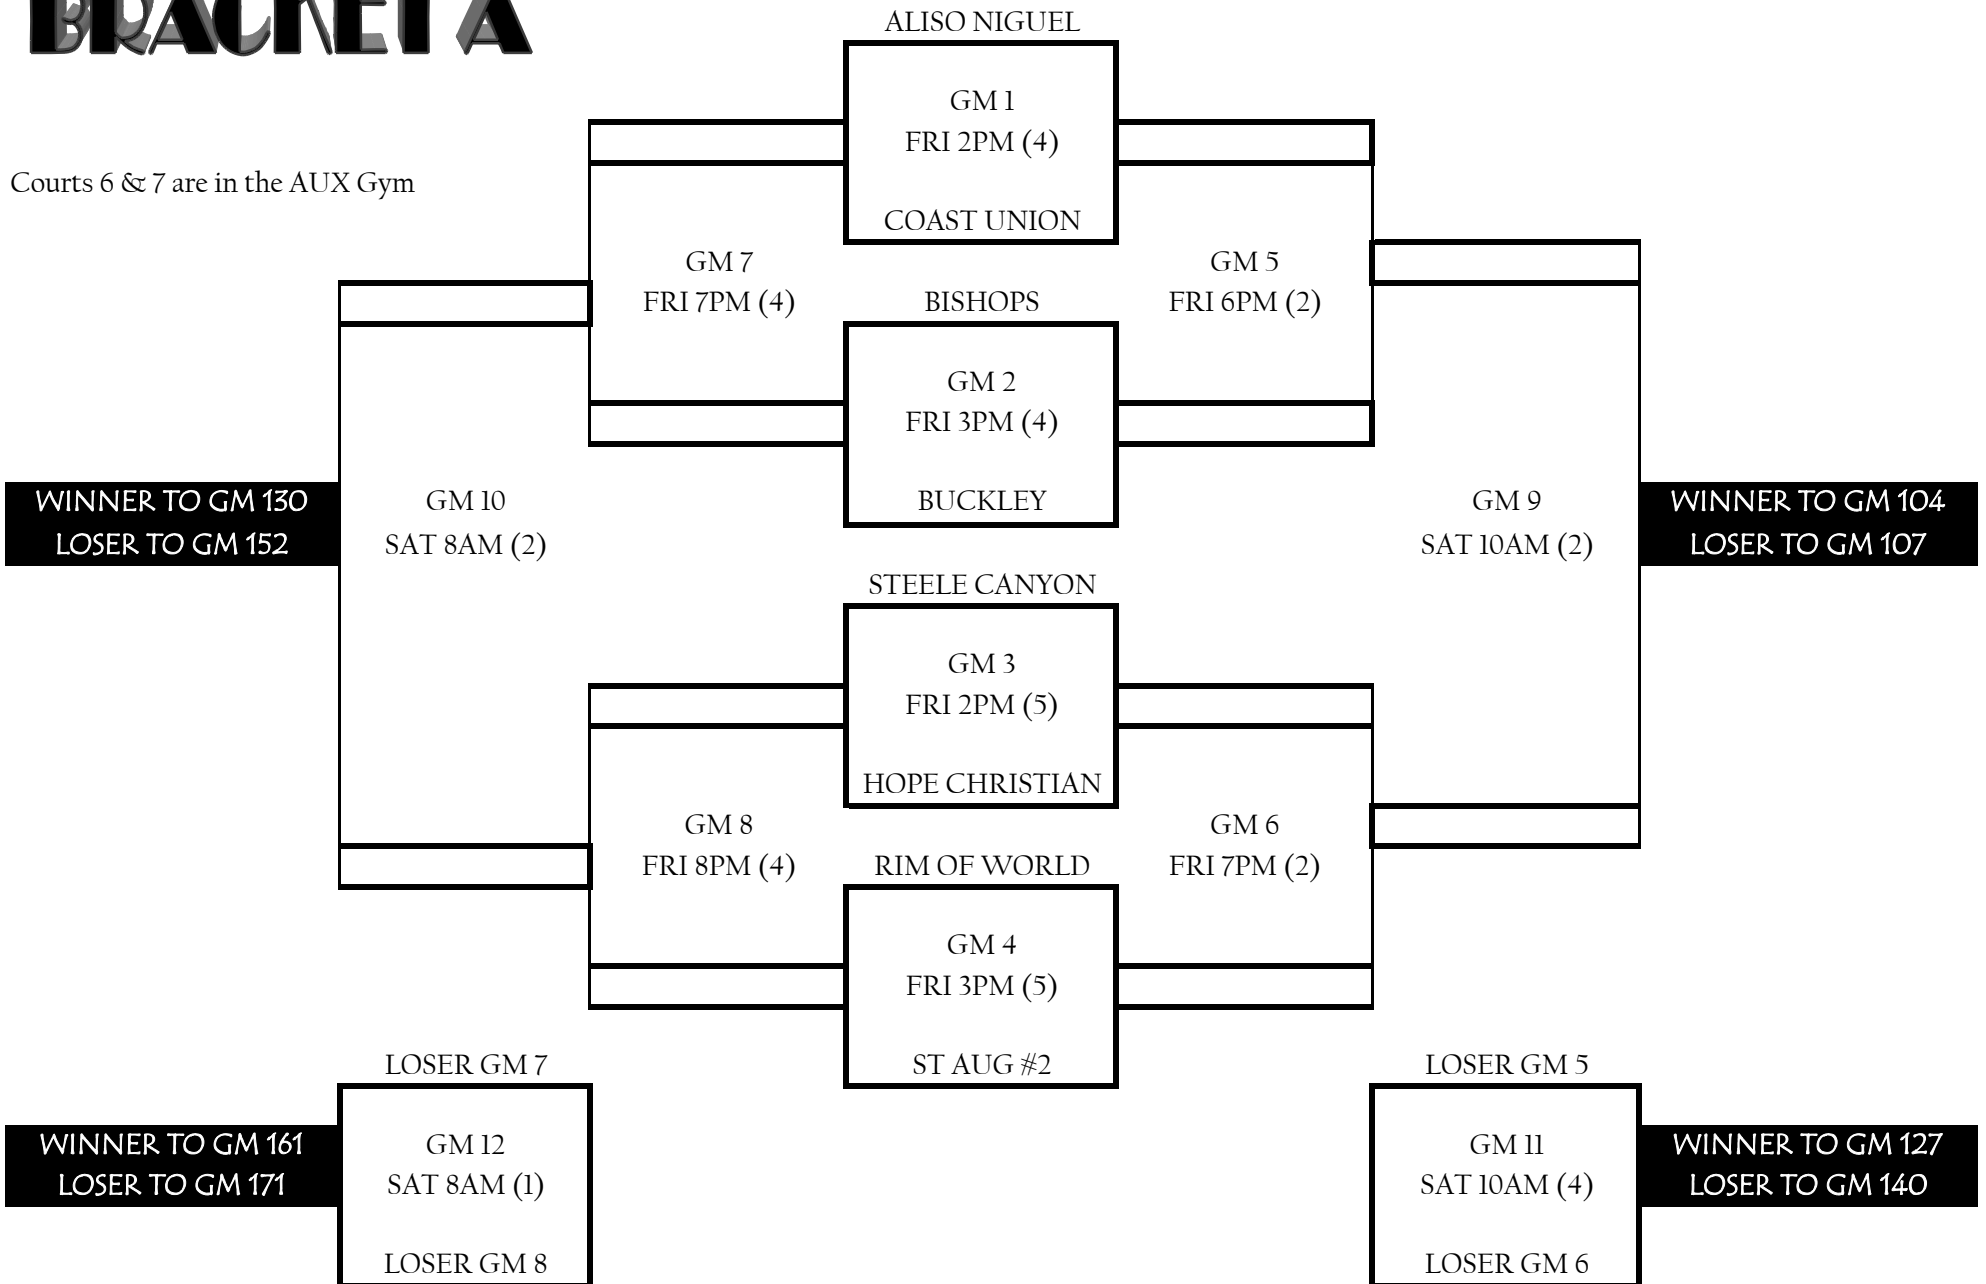 BRACKET A
ALISO NIGUEL
GM 1
FRI 2PM (4)
Courts 6 & 7 are in the AUX Gym
COAST UNION
GM 7
FRI 7PM (4)
GM 5
FRI 6PM (2)
BISHOPS
GM 2
FRI 3PM (4)
BUCKLEY
WINNER TO GM 130
LOSER TO GM 152
GM 10
SAT 8AM (2)
GM 9
SAT 10AM (2)
WINNER TO GM 104
LOSER TO GM 107
STEELE CANYON
GM 3
FRI 2PM (5)
HOPE CHRISTIAN
GM 8
FRI 8PM (4)
GM 6
FRI 7PM (2)
RIM OF WORLD
GM 4
FRI 3PM (5)
ST AUG #2
LOSER GM 7
WINNER TO GM 161
LOSER TO GM 171
GM 12
SAT 8AM (1)
LOSER GM 8
LOSER GM 5
GM 11
SAT 10AM (4)
LOSER GM 6
WINNER TO GM 127
LOSER TO GM 140